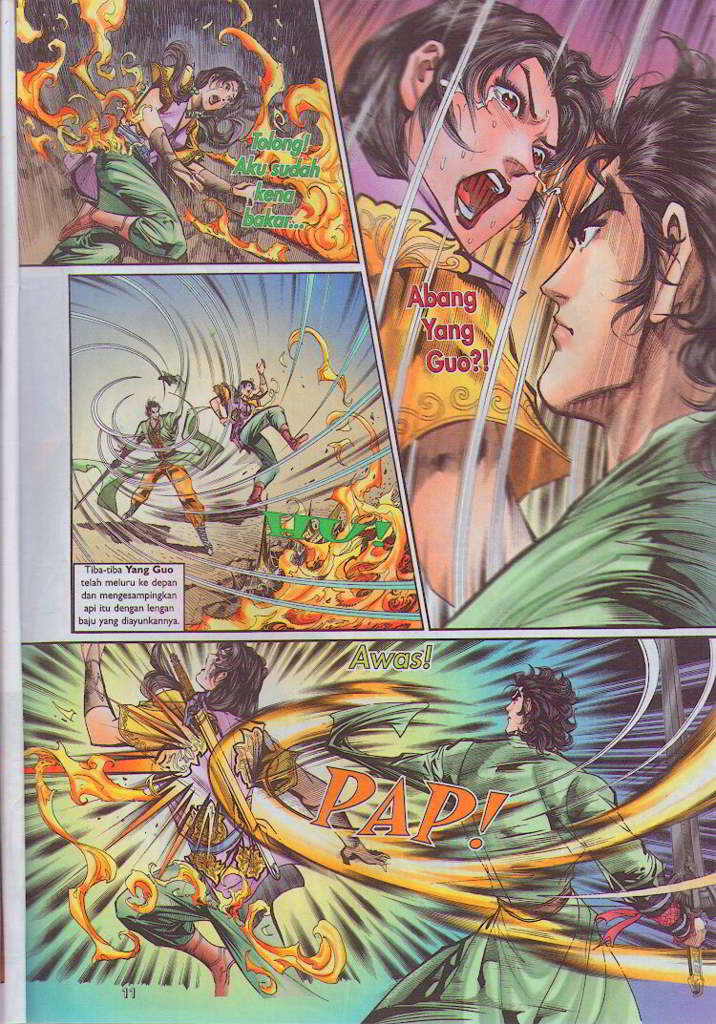 Tolong!
Aku sudah
kena
bakar...
Abang
Yang
Guo?!
HU!
Tiba-tiba Yang Guo
telah meluru ke depan
dan mengesampingkan
api itu dengan lengan
baju yang diayunkannya.
Awas!
PAP!
11